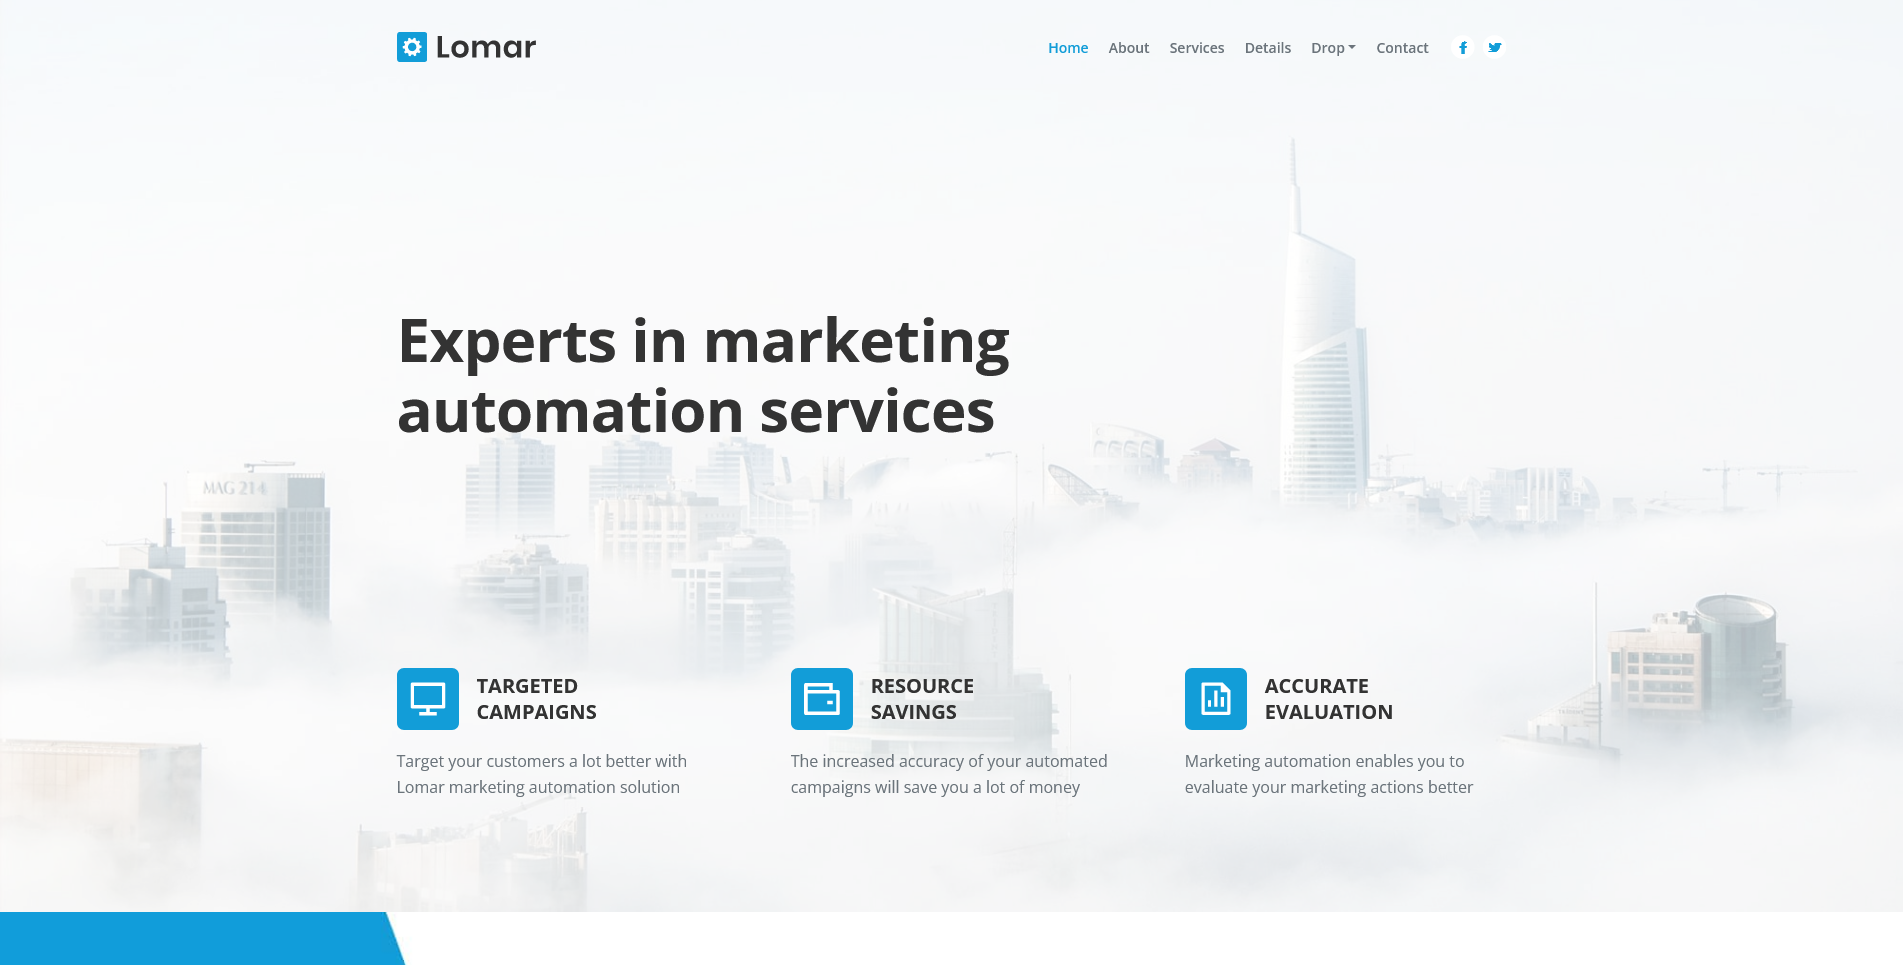 Lomar
Home About Services Details Drop Contact
Experts in marketing
automation services
MAG 214
TARGETED
CAMPAIGNS
Target your customers a lot better with
Lomar marketing automation solution
RESOURCE
SAVINGS
The increased accuracy of your automated
campaigns will save you a lot of money
ACCURATE
EVALUATION
Marketing automation enables you to
evaluate your marketing actions better